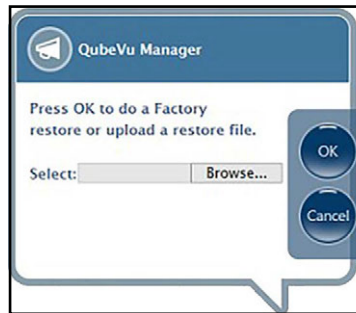 QubeVu Manager
Press OK to do a Factory
restore or upload a restore file.
Select:
Browse...
OK
Cancel